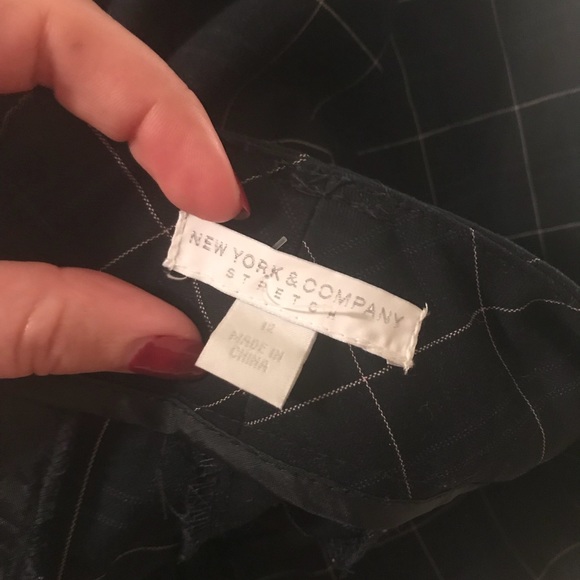 NEW YORK & COMPANY
STRETCH
12
MADE IN
CHINA